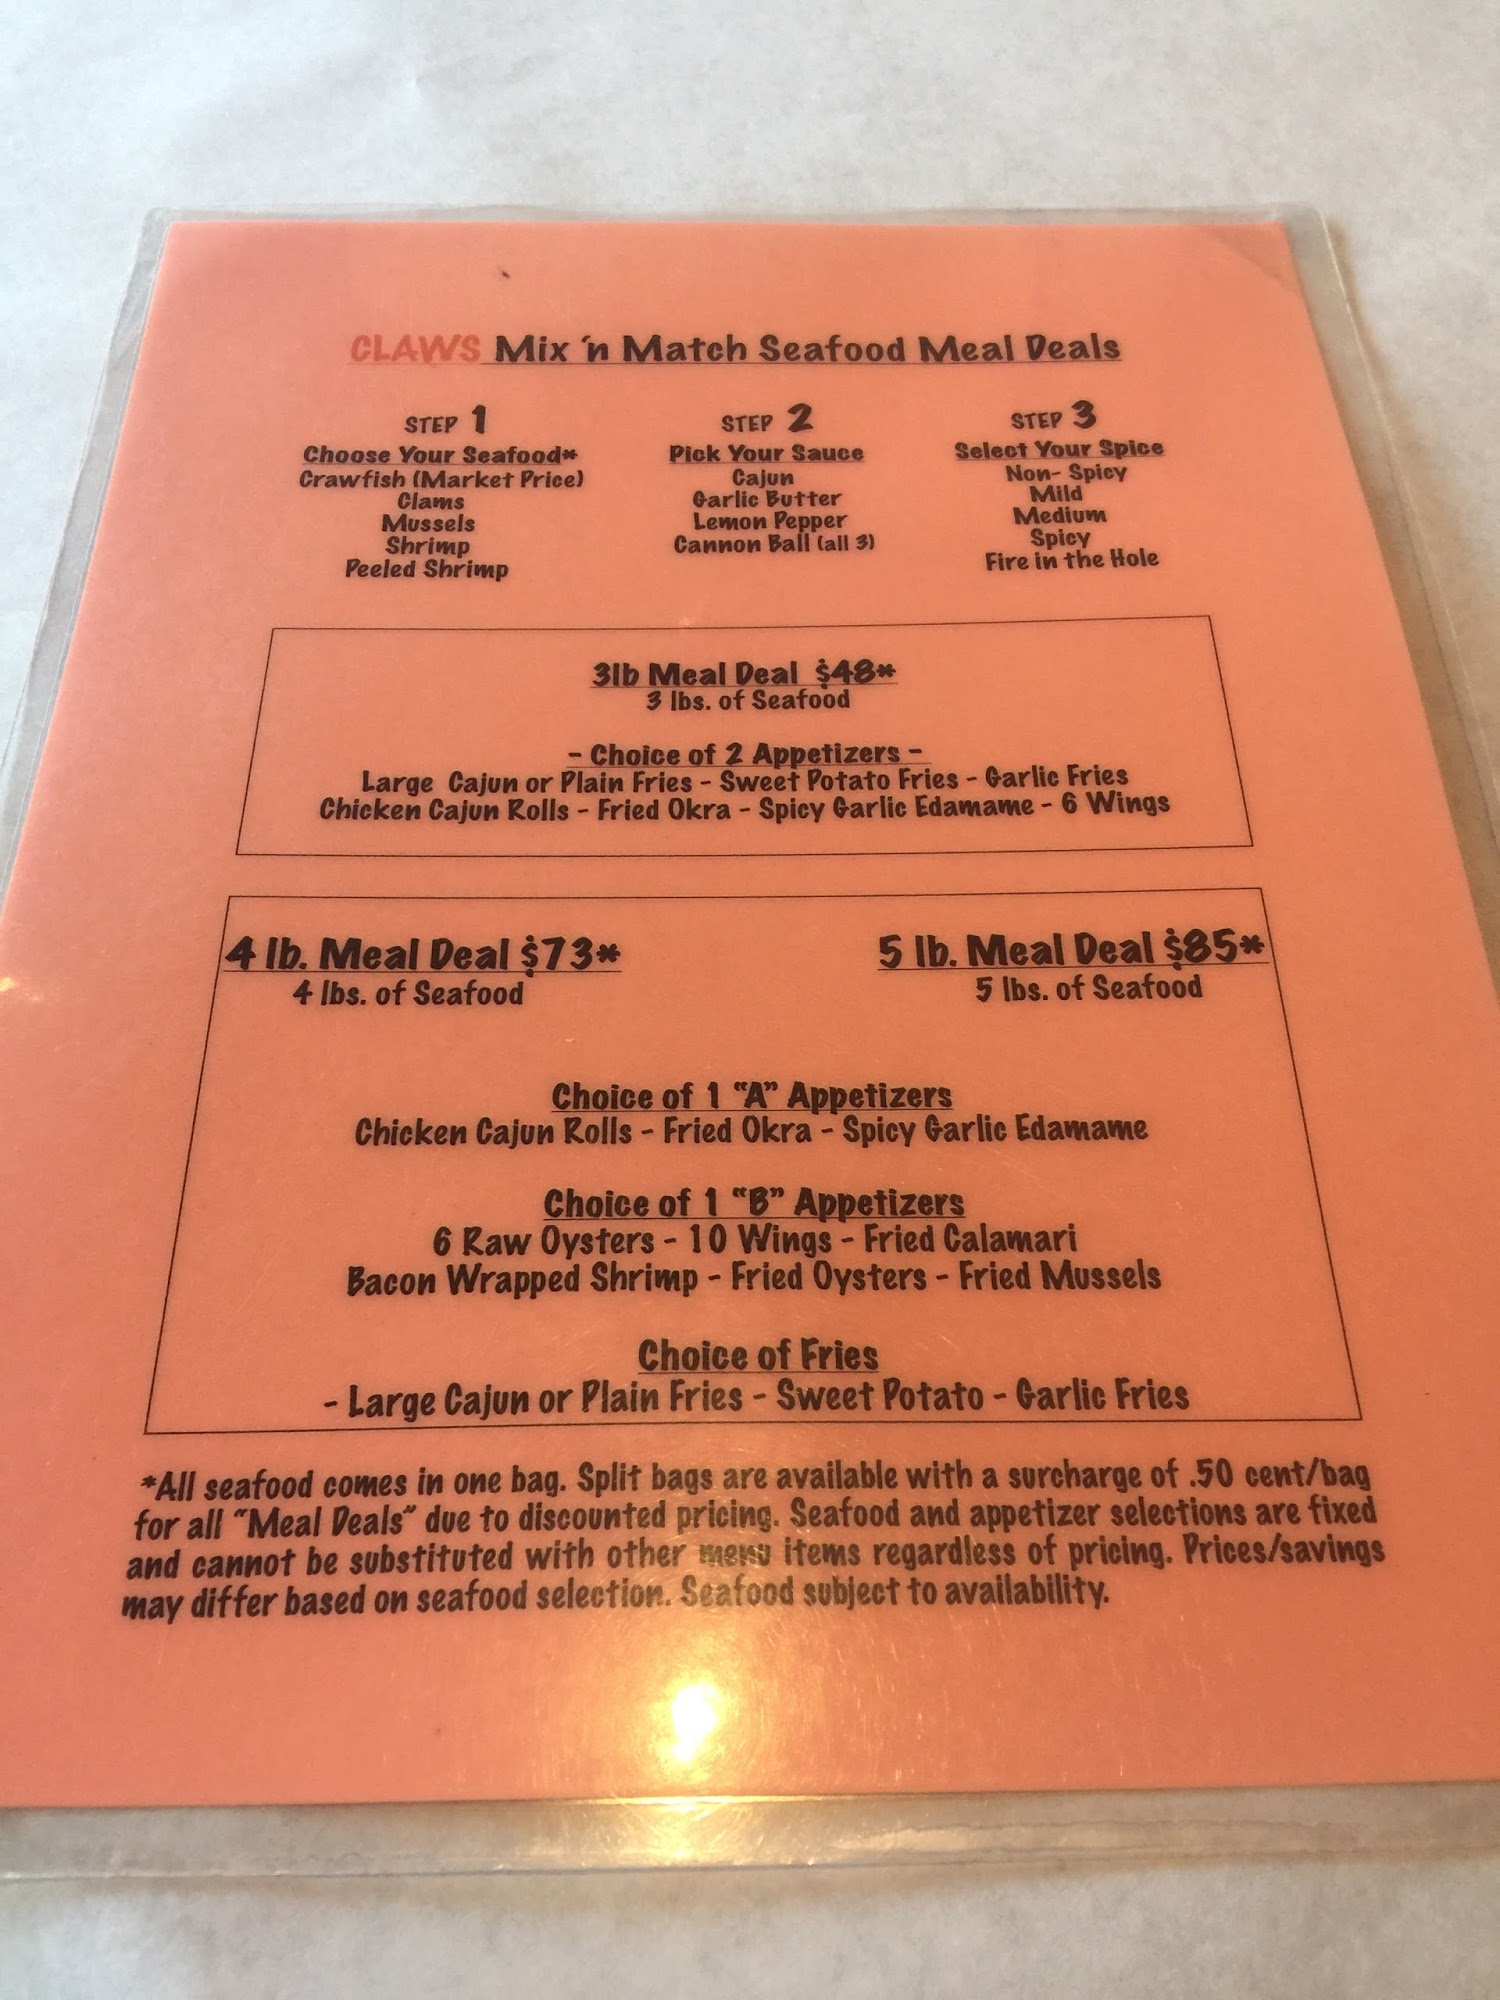 CLAWS Mix 'n Match Seafood Meal Deals
STEP 1
Choose Your Seafood*
Crawfish (Market Price)
Clams
Mussels
Shrimp
Peeled Shrimp
STEP 2
Pick Your Sauce
Cajun
Garlic Butter
Lemon Pepper
Cannon Ball (all 3)
STEP 3
Select Your Spice
Non- Spicy
Mild
Medium
Spicy
Fire in the Hole
3lb Meal Deal $48*
3 lbs. of Seafood
- Choice of 2 Appetizers -
Large Cajun or Plain Fries - Sweet Potato Fries - Garlic Fries
Chicken Cajun Rolls - Fried Okra - Spicy Garlic Edamame - 6 Wings
4 lb. Meal Deal $73*
4 lbs. of Seafood
5 lb. Meal Deal $85*
5 lbs. of Seafood
Choice of 1 "A" Appetizers
Chicken Cajun Rolls - Fried Okra - Spicy Garlic Edamame
Choice of 1 "B" Appetizers
6 Raw Oysters - 10 Wings - Fried Calamari
Bacon Wrapped Shrimp - Fried Oysters - Fried Mussels
Choice of Fries
- Large Cajun or Plain Fries - Sweet Potato - Garlic Fries
*All seafood comes in one bag. Split bags are available with a surcharge of .50 cent/bag
for all "Meal Deals" due to discounted pricing. Seafood and appetizer selections are fixed
and cannot be substituted with other menu items regardless of pricing. Prices/savings
may differ based on seafood selection. Seafood subject to availability.